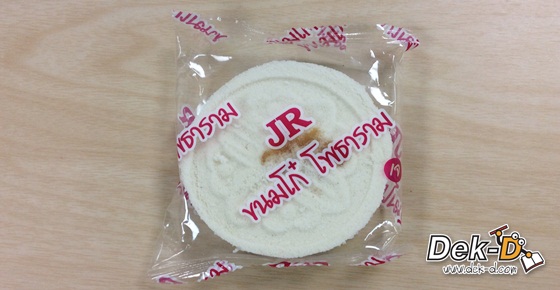 JR
ขนมโก๋ โพธาราม
โพธาราม
Dek-D
www.dek-d.com